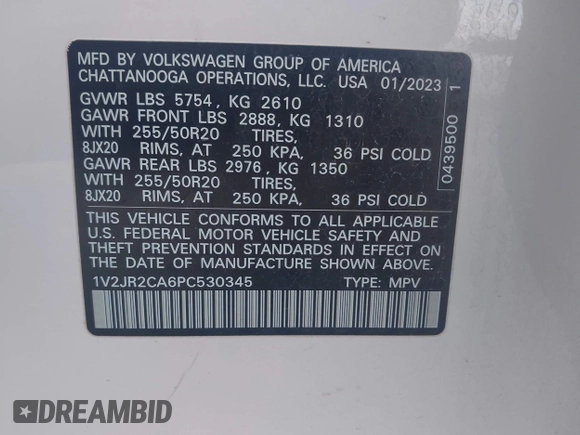 MFD BY VOLKSWAGEN GROUP OF AMERICA
CHATTANOOGA OPERATIONS, LLC. USA 01/2023
GVWR LBS 5754 , KG 2610
GAWR FRONT LBS 2888, KG 1310
WITH 255/50R20 TIRES,
8JX20 RIMS, AT 250 KPA, 36 PSI COLD
GAWR REAR LBS 2976 , KG 1350
WITH 255/50R20 TIRES,
8JX20 RIMS, AT 250 KPA, 36 PSI COLD
THIS VEHICLE CONFORMS TO ALL APPLICABLE
U.S. FEDERAL MOTOR VEHICLE SAFETY AND
THEFT PREVENTION STANDARDS IN EFFECT
ON THE DATE OF MANUFACTURE SHOWN ABOVE.
1V2JR2CA6PC530345 TYPE: MPV
0439500 1
DREAMBID